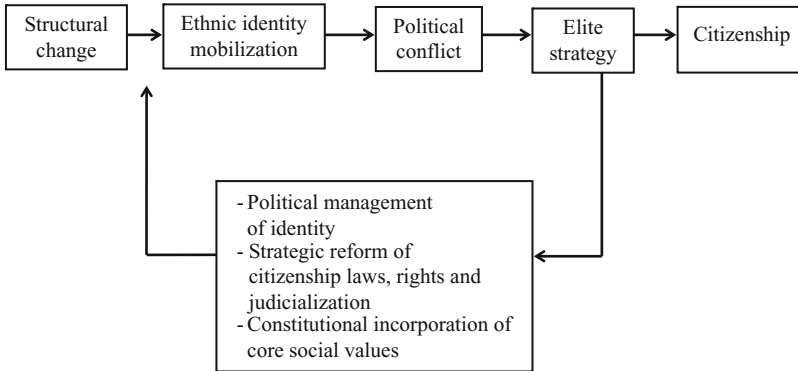 Structural
change
Ethnic identity
mobilization
Political
conflict
Elite
strategy
Citizenship
- Political management
of identity
- Strategic reform of
citizenship laws, rights and
judicialization
- Constitutional incorporation of
core social values